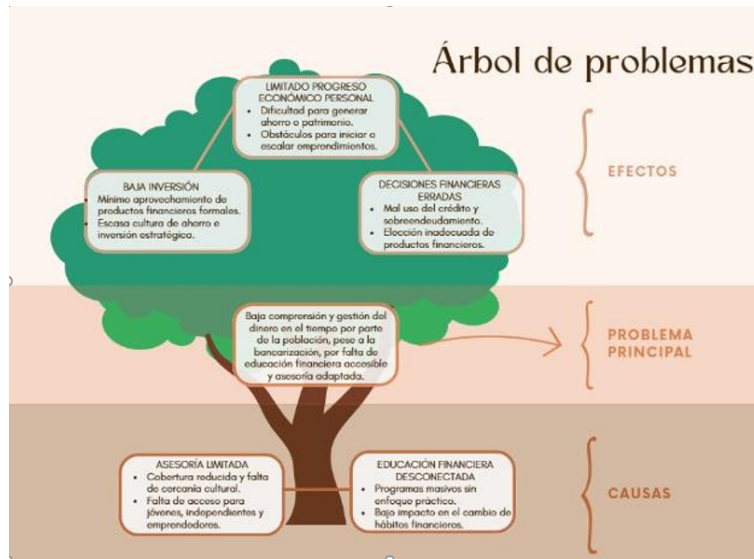 Árbol de problemas
LIMITADO PROGRESO
ECONÓMICO PERSONAL
• Dificultad para generar
ahorro o patrimonio.
• Obstáculos para iniciar o
escalar emprendimientos.
BAJA INVERSIÓN
• Mínimo aprovechamiento de
productos financieros formales.
• Escasa cultura de ahorro e
inversión estratégica.
DECISIONES FINANCIERAS
ERRADAS
• Mal uso del crédito y
sobreendeudamiento.
• Elección inadecuada de
productos financieros.
EFECTOS
Baja comprensión y gestión del
dinero en el tiempo por parte
de la población, pese a la
bancarización, por falta de
educación financiera accesible
y asesoría adaptada.
PROBLEMA
PRINCIPAL
ASESORÍA LIMITADA
• Cobertura reducida y falta
de cercanía cultural.
• Falta de acceso para
jóvenes, independientes y
emprendedores.
EDUCACIÓN FINANCIERA
DESCONECTADA
• Programas masivos sin
enfoque práctico.
• Bajo impacto en el cambio de
hábitos financieros.
CAUSAS